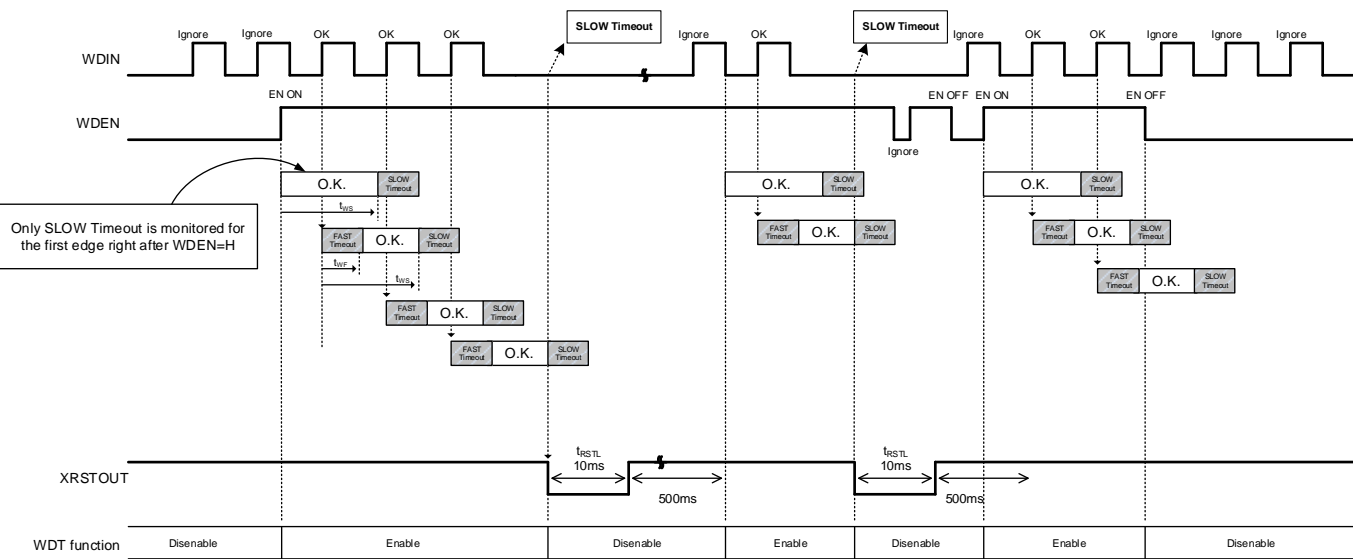 SLOW Timeout
SLOW Timeout
Ignore Ignore OK OK OK Ignore OK Ignore OK OK Ignore Ignore Ignore
WDIN
EN ON EN OFF EN ON EN OFF
WDEN
Ignore
O.K. SLOW Timeout O.K. SLOW Timeout O.K. SLOW Timeout
tWS
Only SLOW Timeout is monitored for
the first edge right after WDEN=H
FAST Timeout O.K. SLOW Timeout FAST Timeout O.K. SLOW Timeout FAST Timeout O.K. SLOW Timeout
tWF
tWS
FAST Timeout O.K. SLOW Timeout
FAST Timeout O.K. SLOW Timeout
FAST Timeout O.K. SLOW Timeout
tRSTL tRSTL
10ms 10ms
XRSTOUT
500ms 500ms
WDT function Disenable Enable Disenable Enable Disenable Enable Disenable